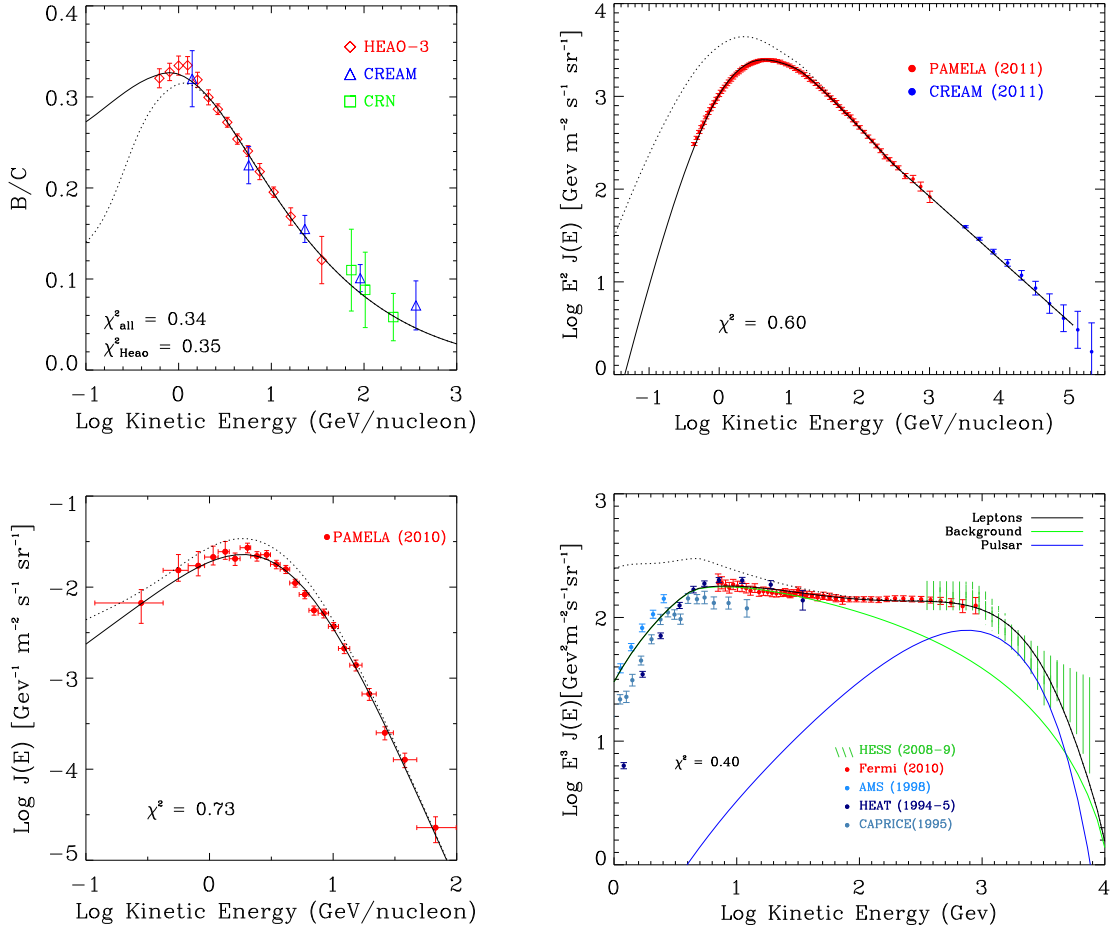 0.4
0.3
0.2
0.1
0.0
B/C
HEAO-3
CREAM
CRN
χ²all = 0.34
χ²Heao = 0.35
−1 0 1 2 3
Log Kinetic Energy (GeV/nucleon)
4
3
2
1
0
Log E² J(E) [Gev m⁻² s⁻¹ sr⁻¹]
PAMELA (2011)
CREAM (2011)
χ² = 0.60
−1 0 1 2 3 4 5
Log Kinetic Energy (GeV/nucleon)
−1
−2
−3
−4
−5
Log J(E) [Gev⁻¹ m⁻² s⁻¹ sr⁻¹]
PAMELA (2010)
χ² = 0.73
−1 0 1 2
Log Kinetic Energy (GeV/nucleon)
3
2
1
0
Log E³ J(E)[Gev²m⁻²s⁻¹sr⁻¹]
Leptons
Background
Pulsar
χ² = 0.40
HESS (2008-9)
Fermi (2010)
AMS (1998)
HEAT (1994-5)
CAPRICE(1995)
0 1 2 3 4
Log Kinetic Energy (Gev)